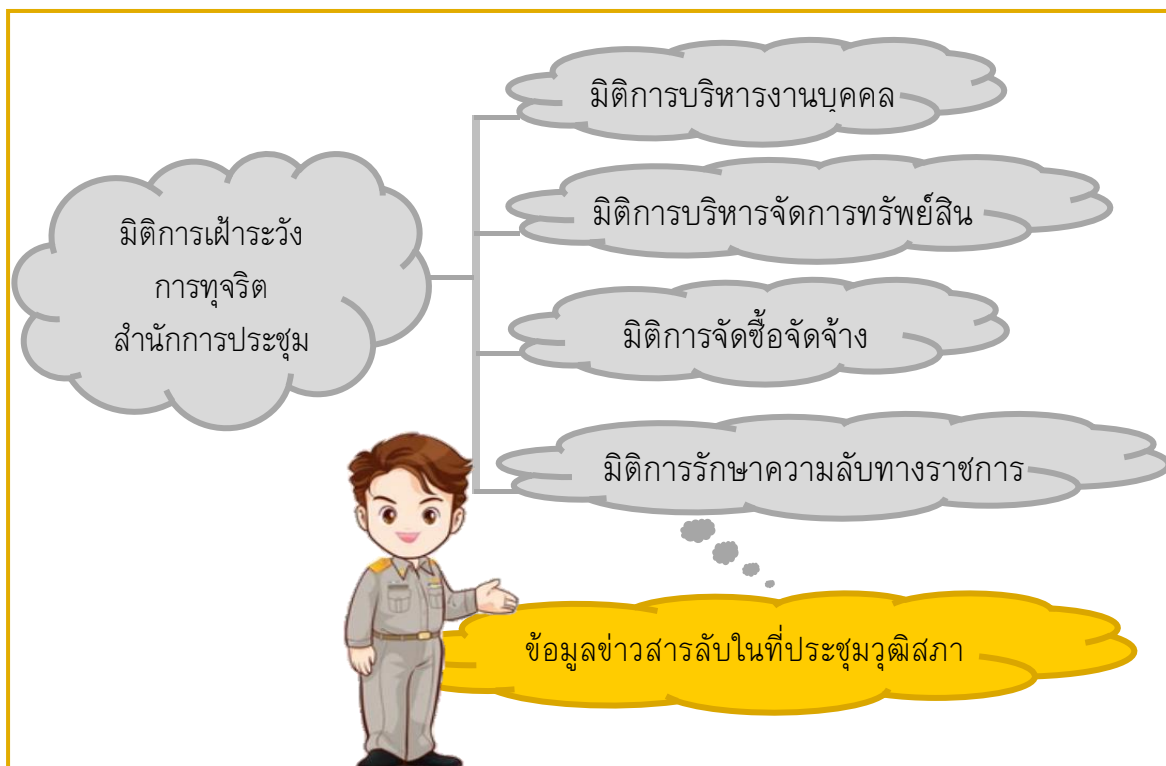 มิติการบริหารงานบุคคล
มิติการบริหารจัดการทรัพย์สิน
มิติการเฝ้าระวัง
การทุจริต
สำนักการประชุม
มิติการจัดซื้อจัดจ้าง
มิติการรักษาความลับทางราชการ
ข้อมูลข่าวสารลับในที่ประชุมวุฒิสภา